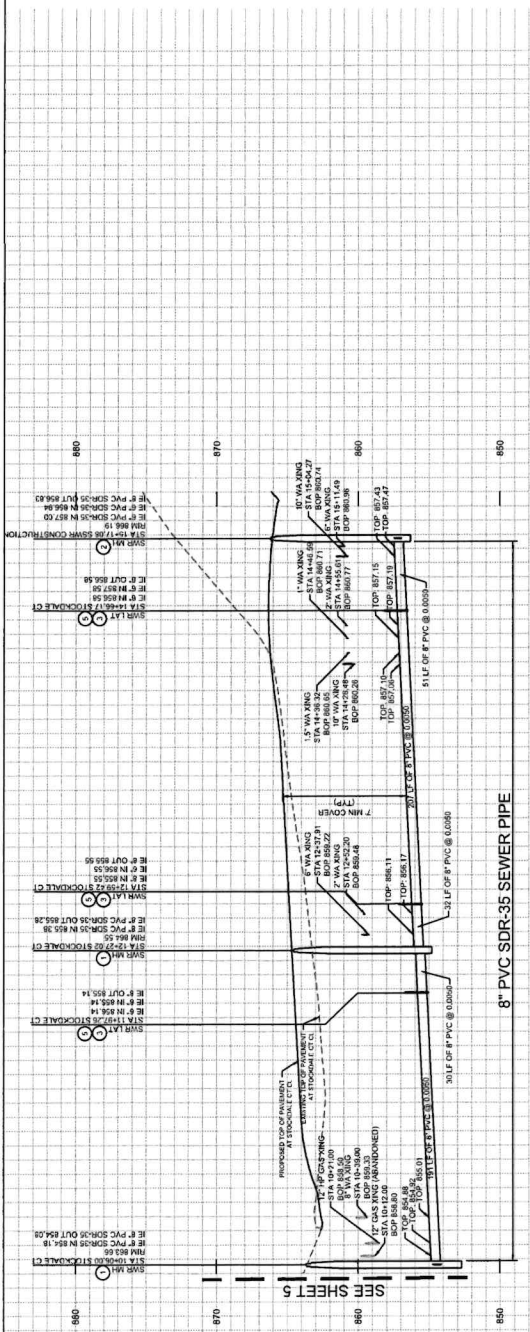 880
870
860
850
SEE SHEET 5
SWR MH 1
STA 10+06.00 STOCKDALE CT
RIM 863.66
IE 8" PVC SDR-35 IN 854.18
IE 8" PVC SDR-35 OUT 854.09
12" HP GAS XING
STA 10+21.00
BOP 858.50
8" WA XING
STA 10+39.00
BOP 859.33
12" GAS XING (ABANDONED)
STA 10+12.00
BOP 858.80
TOP: 854.88
TOP: 854.92
TOP: 855.01
191 LF OF 8" PVC @ 0.0050
PROPOSED TOP OF PAVEMENT
AT STOCKDALE CT CL
EXISTING TOP OF PAVEMENT
AT STOCKDALE CT CL
SWR LAT 3 5
STA 11+97.26 STOCKDALE CT
IE 6" IN 856.14
IE 8" IN 855.14
IE 8" OUT 855.14
30 LF OF 8" PVC @ 0.0050
SWR MH 1
STA 12+27.02 STOCKDALE CT
RIM 864.55
IE 8" PVC SDR-35 IN 855.38
IE 8" PVC SDR-35 OUT 855.28
32 LF OF 8" PVC @ 0.0050
SWR LAT 3 5
STA 12+59.42 STOCKDALE CT
IE 8" IN 855.55
IE 6" IN 856.55
IE 8" OUT 855.55
6" WA XING
STA 12+37.91
BOP 859.22
2" WA XING
STA 12+52.20
BOP 859.48
TOP: 856.11
TOP: 856.17
7' MIN COVER
(TYP)
207 LF OF 8" PVC @ 0.0050
1.5" WA XING
STA 14+36.32
BOP 860.65
10" WA XING
STA 14+28.48
BOP 860.26
TOP: 857.10
TOP: 857.06
SWR LAT 3 5
STA 14+66.17 STOCKDALE CT
IE 8" IN 856.58
IE 6" IN 857.58
IE 8" OUT 856.58
1" WA XING
STA 14+46.59
BOP 860.71
2" WA XING
STA 14+55.61
BOP 860.77
TOP: 857.15
TOP: 857.19
51 LF OF 8" PVC @ 0.0050
SWR MH 2
STA 15+17.08 SSWR CONSTRUCTION
RIM 866.19
IE 8" PVC SDR-35 IN 857.03
IE 8" PVC SDR-35 IN 856.94
IE 8" PVC SDR-35 OUT 856.83
10" WA XING
STA 15+04.27
BOP 860.74
6" WA XING
STA 15+11.49
BOP 860.96
TOP: 857.43
TOP: 857.47
8" PVC SDR-35 SEWER PIPE
880
870
860
850